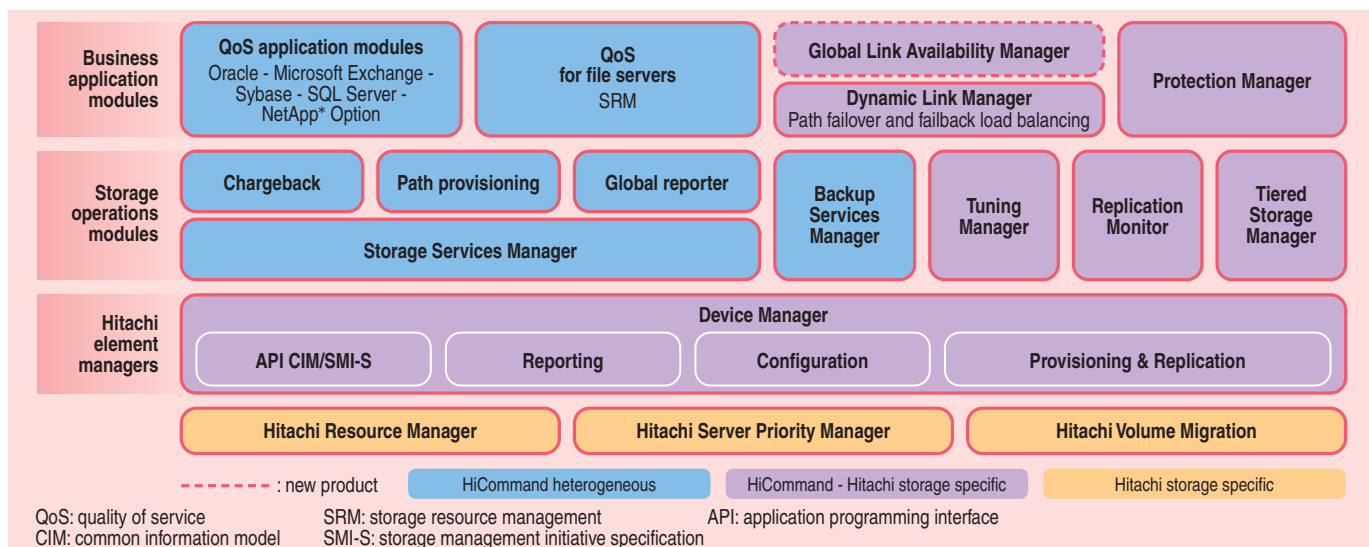 Business
application
modules
QoS application modules
Oracle - Microsoft Exchange -
Sybase - SQL Server -
NetApp* Option
QoS
for file servers
SRM
Global Link Availability Manager
Dynamic Link Manager
Path failover and failback load balancing
Protection Manager
Storage
operations
modules
Chargeback
Path provisioning
Global reporter
Storage Services Manager
Backup
Services
Manager
Tuning
Manager
Replication
Monitor
Tiered
Storage
Manager
Hitachi
element
managers
Device Manager
API CIM/SMI-S
Reporting
Configuration
Provisioning & Replication
Hitachi Resource Manager
Hitachi Server Priority Manager
Hitachi Volume Migration
: new product
HiCommand heterogeneous
HiCommand - Hitachi storage specific
Hitachi storage specific
QoS: quality of service
SRM: storage resource management
API: application programming interface
CIM: common information model
SMI-S: storage management initiative specification